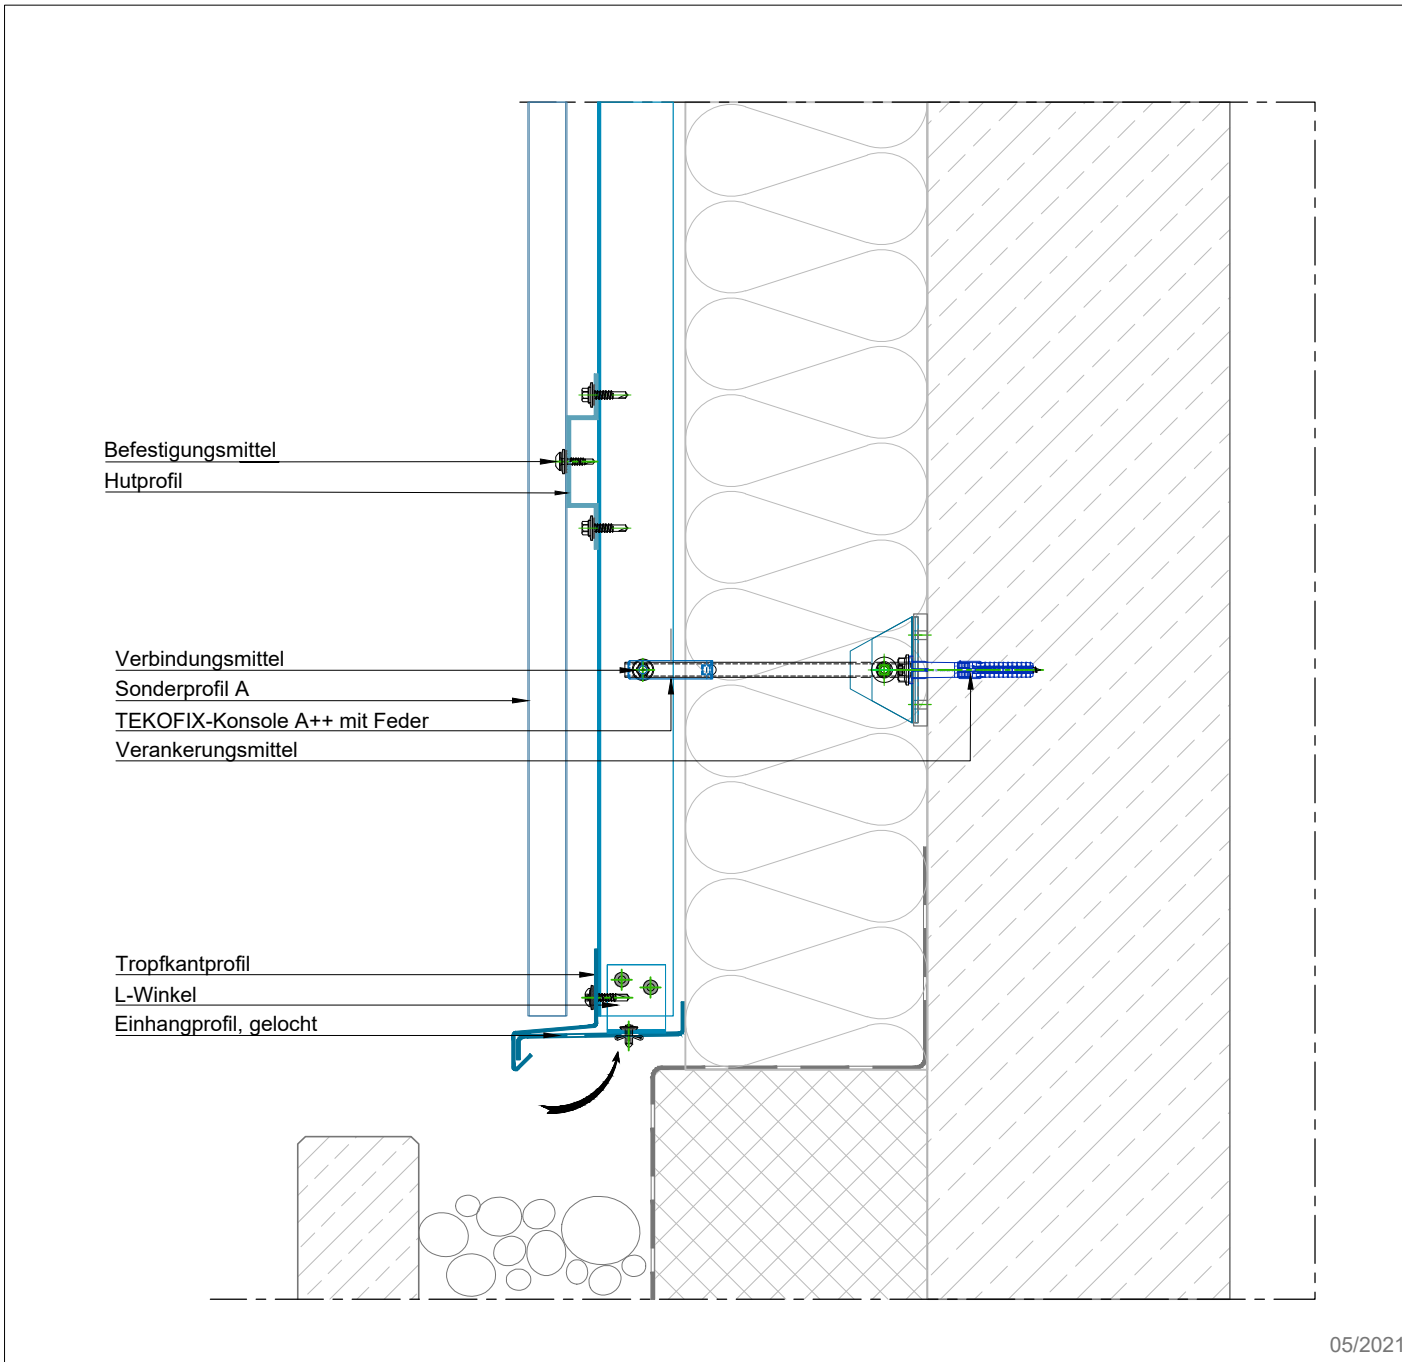 Befestigungsmittel
Hutprofil
Verbindungsmittel
Sonderprofil A
TEKOFIX-Konsole A++ mit Feder
Verankerungsmittel
Tropfkantprofil
L-Winkel
Einhangprofil, gelocht
05/2021